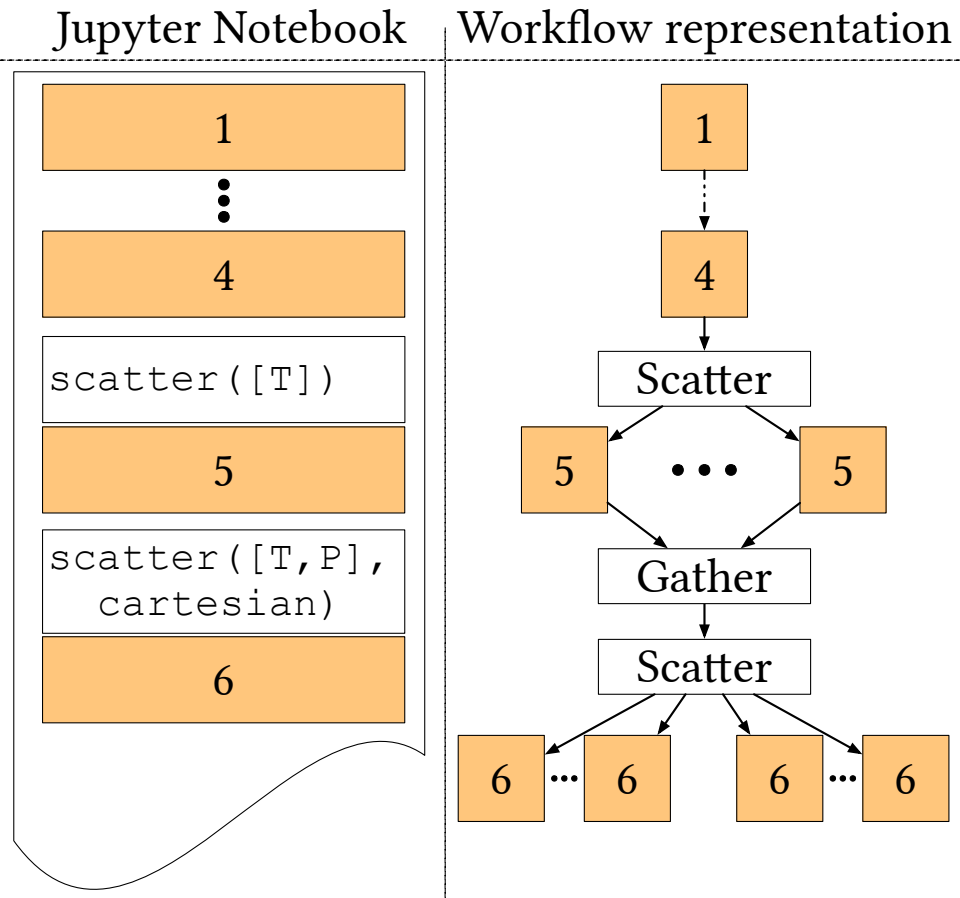 Jupyter Notebook
1
4
scatter([T])
5
scatter([T,P],
cartesian)
6
Workflow representation
1
4
Scatter
5 5
Gather
Scatter
6 6 6 6